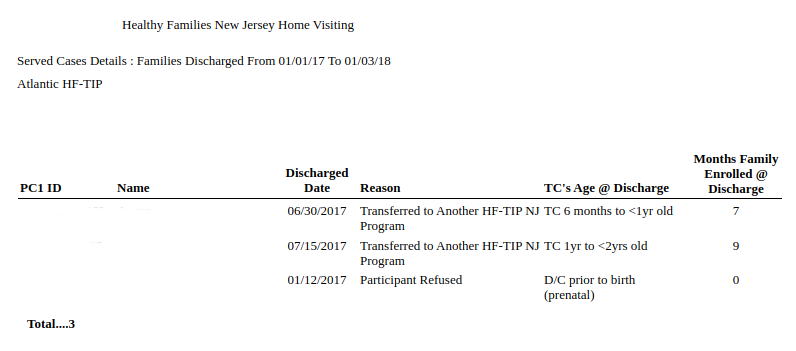 Healthy Families New Jersey Home Visiting
Served Cases Details : Families Discharged From 01/01/17 To 01/03/18
Atlantic HF-TIP
PC1 ID Name Discharged Date Reason TC's Age @ Discharge Months Family Enrolled @ Discharge
06/30/2017 Transferred to Another HF-TIP NJ Program TC 6 months to <1yr old 7
07/15/2017 Transferred to Another HF-TIP NJ Program TC 1yr to <2yrs old 9
01/12/2017 Participant Refused D/C prior to birth (prenatal) 0
Total....3